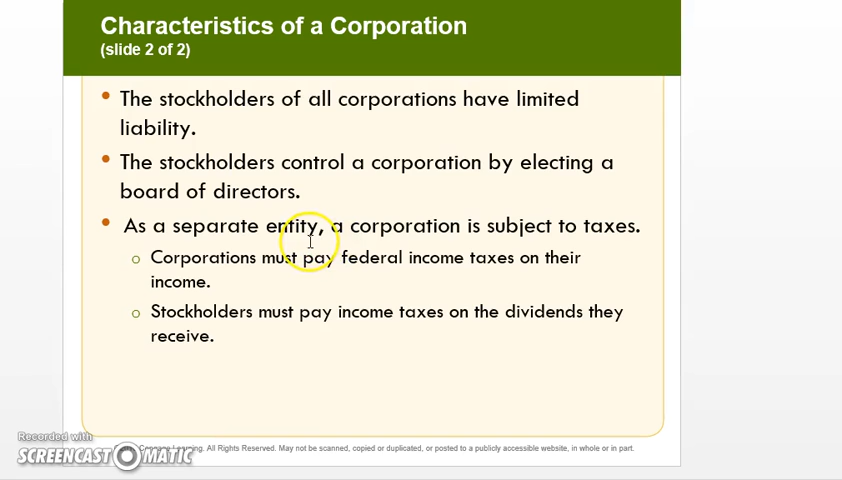 Characteristics of a Corporation
(slide 2 of 2)
• The stockholders of all corporations have limited
liability.
• The stockholders control a corporation by electing a
board of directors.
• As a separate entity, a corporation is subject to taxes.
o Corporations must pay federal income taxes on their
income.
o Stockholders must pay income taxes on the dividends they
receive.
Recorded with
SCREENCAST MATIC
Cengage Learning. All Rights Reserved. May not be scanned, copied or duplicated, or posted to a publicly accessible website, in whole or in part.